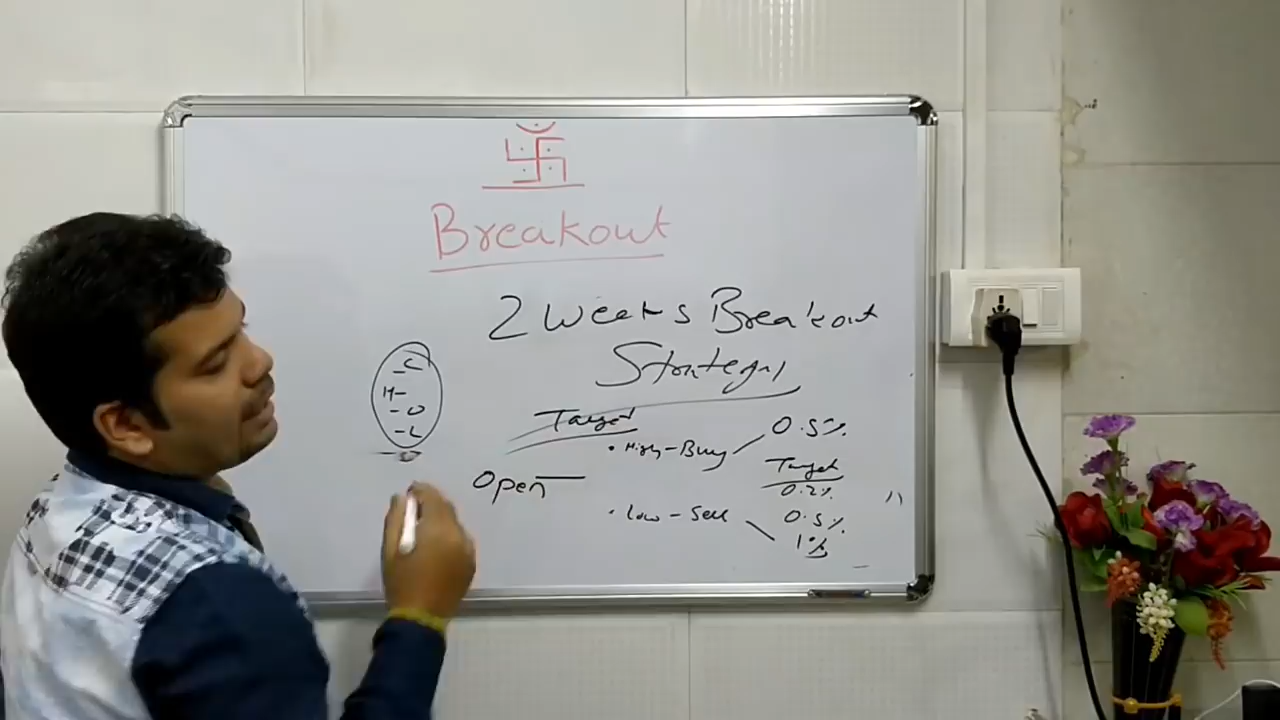 卐
Breakout
2 Weeks Breakout
Strategy
- C
H -
- O
- L
Target
• High - Buy 0.5%
Target
0.2%
Open
• Low - Sell 0.5%
1%